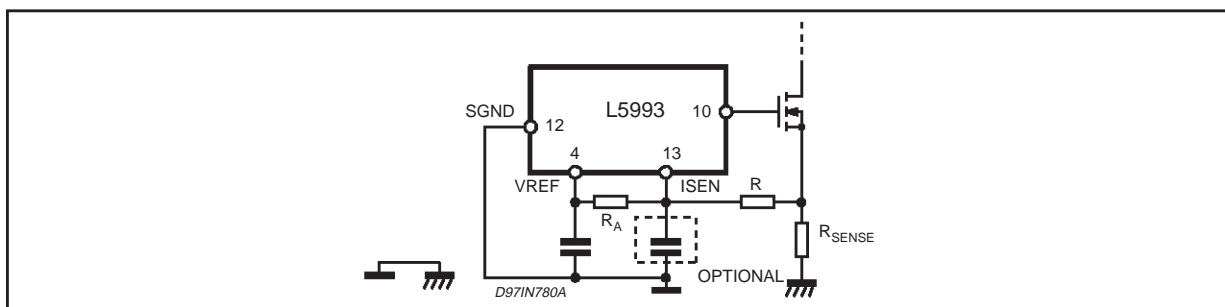 L5993
SGND
12
10
4
13
VREF
ISEN
R
RA
RSENSE
OPTIONAL
D97IN780A